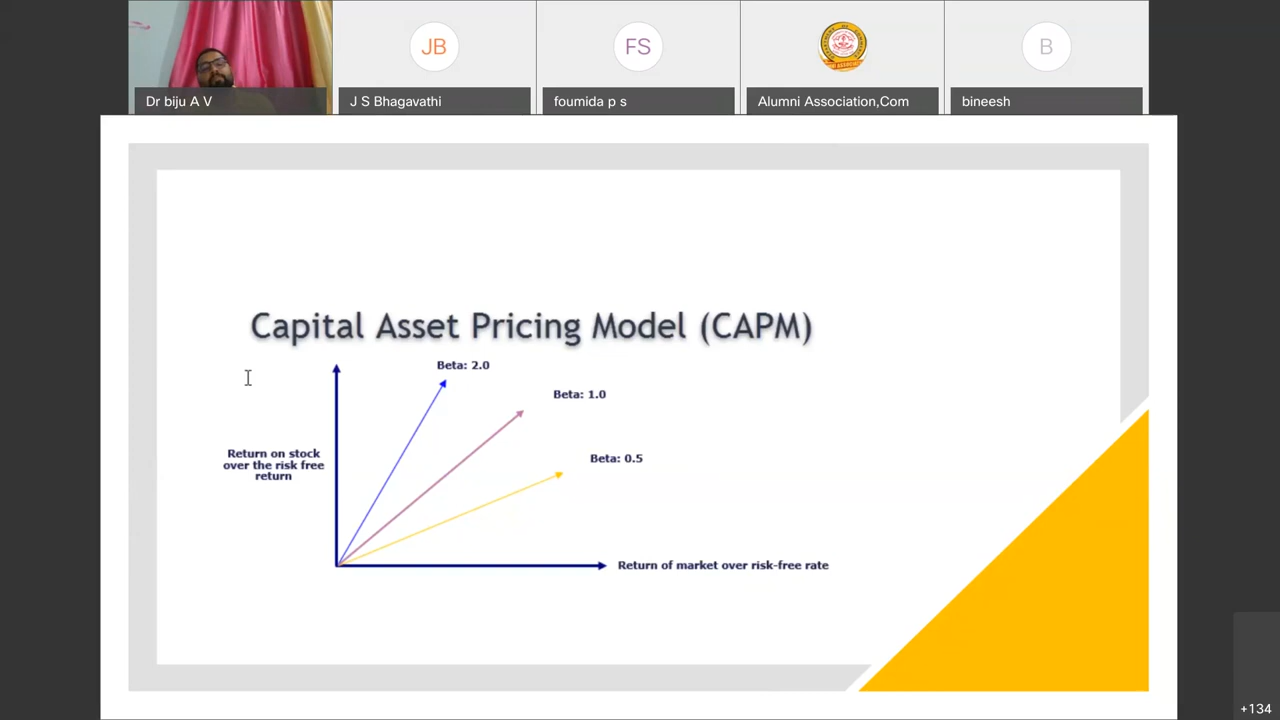 JB
FS
B
Dr biju A V
J S Bhagavathi
foumida p s
Alumni Association,Com
bineesh
Capital Asset Pricing Model (CAPM)
Beta: 2.0
Beta: 1.0
Beta: 0.5
Return on stock
over the risk free
return
Return of market over risk-free rate
+134